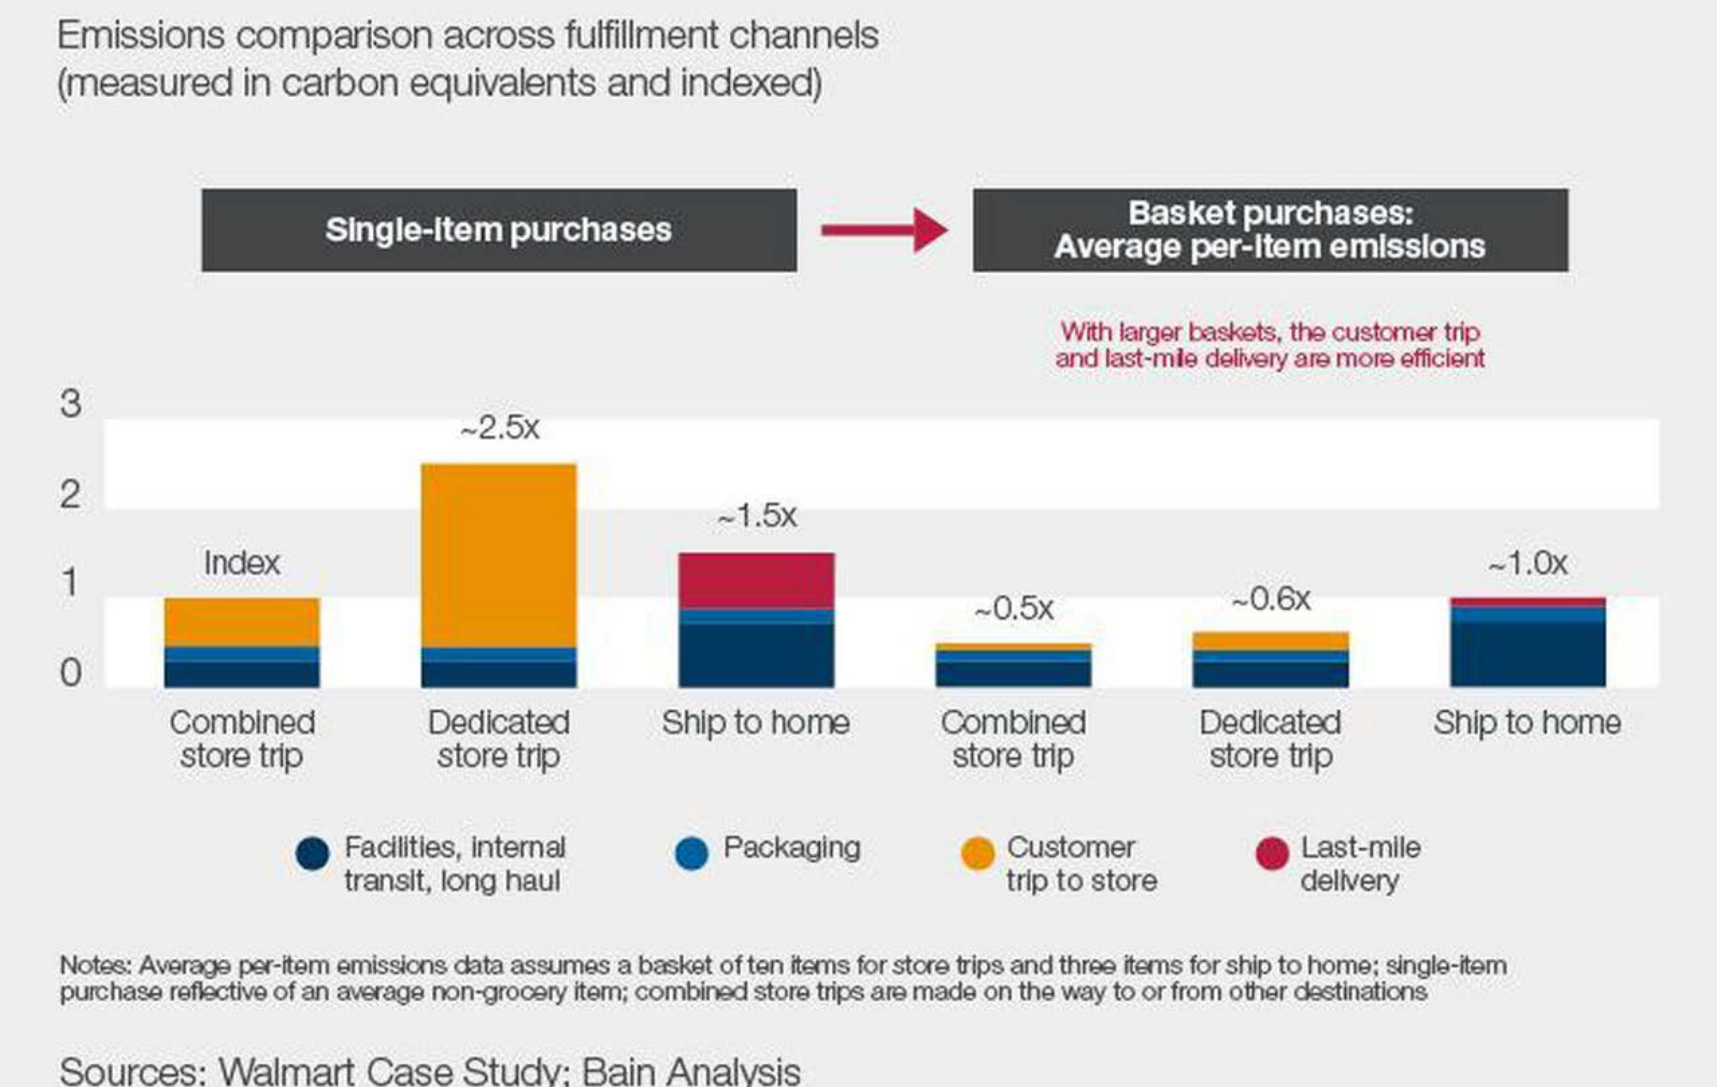 Emissions comparison across fulfillment channels
(measured in carbon equivalents and indexed)
Single-item purchases
Basket purchases:
Average per-item emissions
With larger baskets, the customer trip
and last-mile delivery are more efficient
3
2
1
0
Index
~2.5x
~1.5x
~0.5x
~0.6x
~1.0x
Combined
store trip
Dedicated
store trip
Ship to home
Combined
store trip
Dedicated
store trip
Ship to home
Facilities, internal
transit, long haul
Packaging
Customer
trip to store
Last-mile
delivery
Notes: Average per-item emissions data assumes a basket of ten items for store trips and three items for ship to home; single-item
purchase reflective of an average non-grocery item; combined store trips are made on the way to or from other destinations
Sources: Walmart Case Study; Bain Analysis